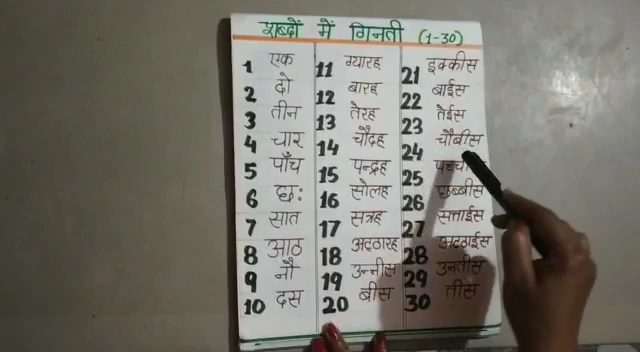 शब्दों में गिनती (1-30)
1 एक
2 दो
3 तीन
4 चार
5 पाँच
6 छः
7 सात
8 आठ
9 नौ
10 दस
11 ग्यारह
12 बारह
13 तेरह
14 चौदह
15 पन्द्रह
16 सोलह
17 सत्रह
18 अठठारह
19 उन्नीस
20 बीस
21 इक्कीस
22 बाईस
23 तेईस
24 चौबीस
25
26 छब्बीस
27 सत्ताईस
28 अठठाईस
29 उनतीस
30 तीस